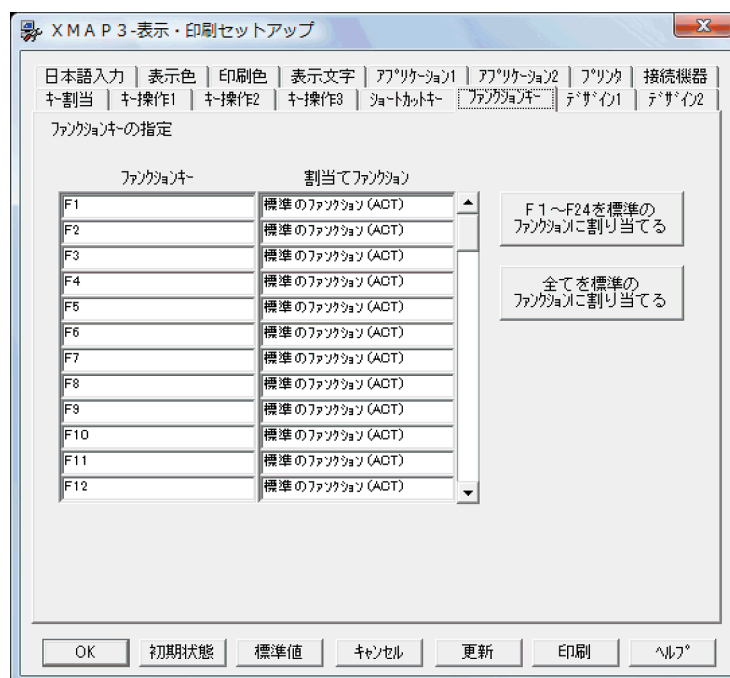 XMAP3-表示・印刷セットアップ
日本語入力 表示色 印刷色 表示文字 ｱﾌﾟﾘｹｰｼｮﾝ1 ｱﾌﾟﾘｹｰｼｮﾝ2 ﾌﾟﾘﾝﾀ 接続機器
ｷｰ割当 ｷｰ操作1 ｷｰ操作2 ｷｰ操作3 ｼｮｰﾄｶｯﾄｷｰ ﾌｧﾝｸｼｮﾝｷｰ ﾃﾞｻﾞｲﾝ1 ﾃﾞｻﾞｲﾝ2
ﾌｧﾝｸｼｮﾝｷｰの指定
ﾌｧﾝｸｼｮﾝｷｰ 割当てﾌｧﾝｸｼｮﾝ
F1 標準のﾌｧﾝｸｼｮﾝ(ACT)
F2 標準のﾌｧﾝｸｼｮﾝ(ACT)
F3 標準のﾌｧﾝｸｼｮﾝ(ACT)
F4 標準のﾌｧﾝｸｼｮﾝ(ACT)
F5 標準のﾌｧﾝｸｼｮﾝ(ACT)
F6 標準のﾌｧﾝｸｼｮﾝ(ACT)
F7 標準のﾌｧﾝｸｼｮﾝ(ACT)
F8 標準のﾌｧﾝｸｼｮﾝ(ACT)
F9 標準のﾌｧﾝｸｼｮﾝ(ACT)
F10 標準のﾌｧﾝｸｼｮﾝ(ACT)
F11 標準のﾌｧﾝｸｼｮﾝ(ACT)
F12 標準のﾌｧﾝｸｼｮﾝ(ACT)
F1～F24を標準の
ﾌｧﾝｸｼｮﾝに割り当てる
全てを標準の
ﾌｧﾝｸｼｮﾝに割り当てる
OK 初期状態 標準値 ｷｬﾝｾﾙ 更新 印刷 ﾍﾙﾌﾟ